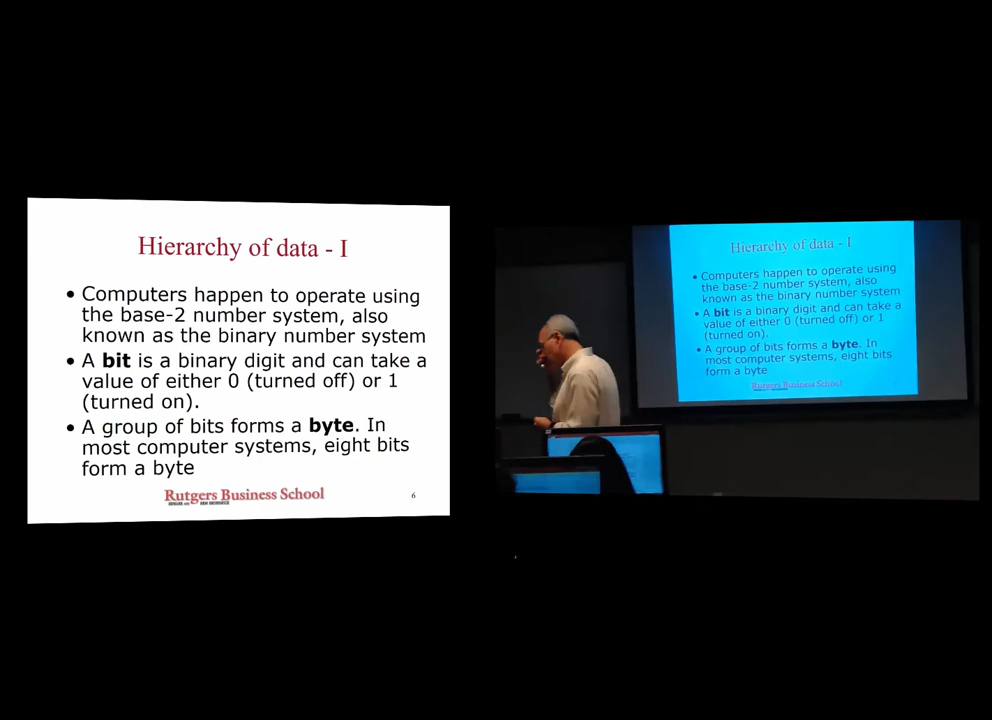 Hierarchy of data - I
• Computers happen to operate using
the base-2 number system, also
known as the binary number system
• A bit is a binary digit and can take a
value of either 0 (turned off) or 1
(turned on).
• A group of bits forms a byte. In
most computer systems, eight bits
form a byte
Rutgers Business School
6
Hierarchy of data - I
• Computers happen to operate using
the base-2 number system, also
known as the binary number system
• A bit is a binary digit and can take a
value of either 0 (turned off) or 1
(turned on).
• A group of bits forms a byte. In
most computer systems, eight bits
form a byte
Rutgers Business School